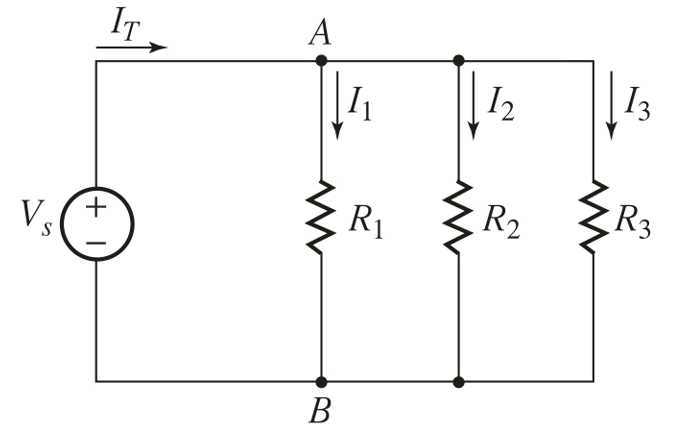 I_T
A
I_1
I_2
I_3
V_s
+
−
R_1
R_2
R_3
B